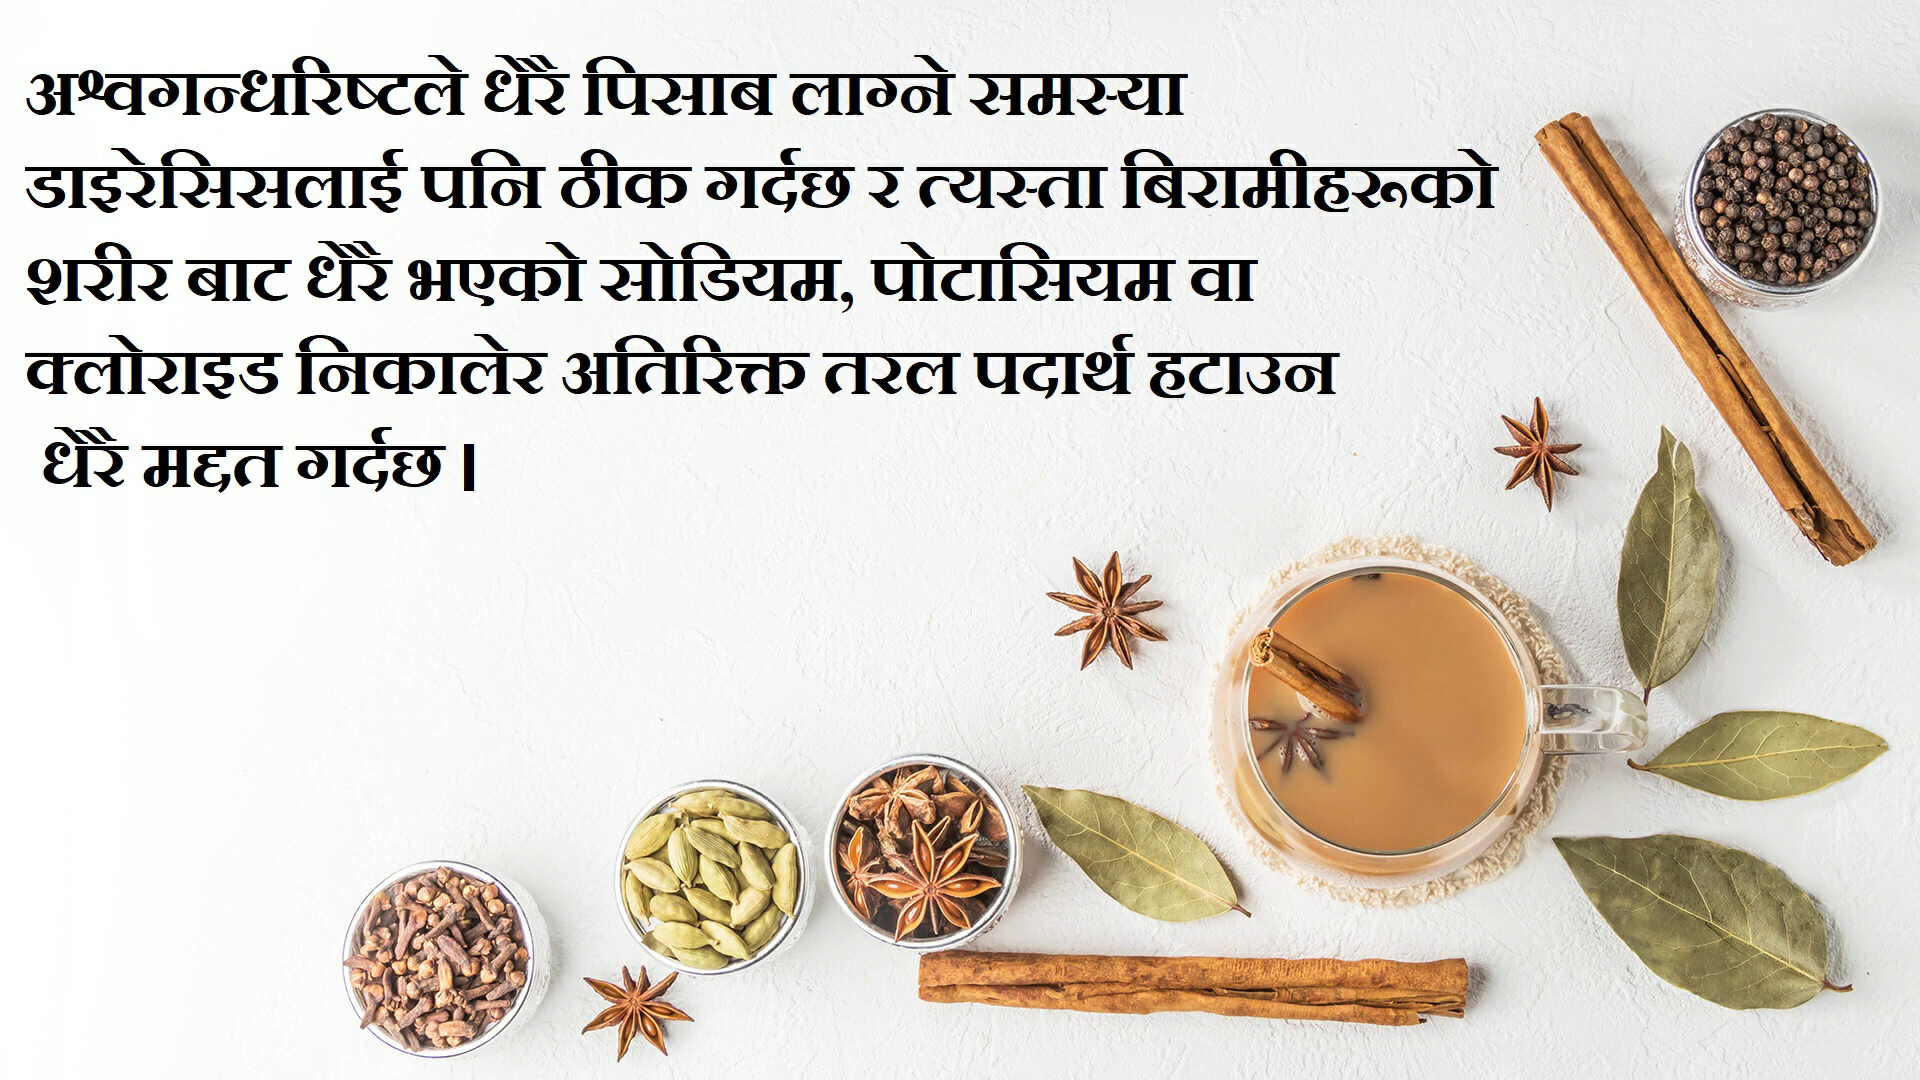 अश्वगन्धरिष्टले धेरै पिसाब लाग्ने समस्या
डाइरेसिसलाई पनि ठीक गर्दछ र त्यस्ता बिरामीहरूको
शरीर बाट धेरै भएको सोडियम, पोटासियम वा
क्लोराइड निकालेर अतिरिक्त तरल पदार्थ हटाउन
धेरै मद्दत गर्दछ ।